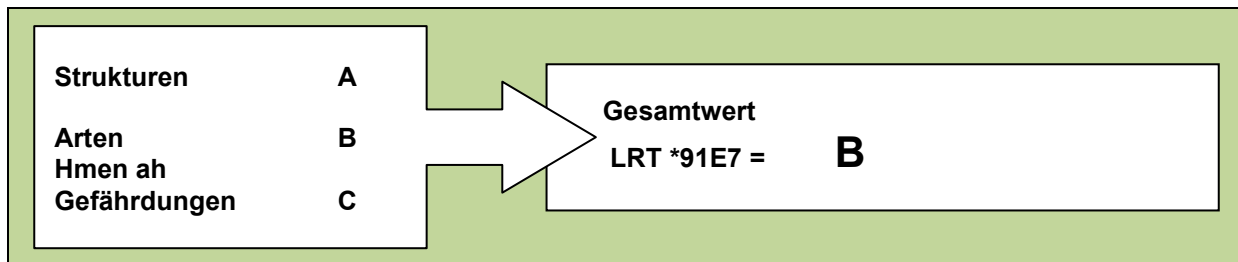 Strukturen A
Arten B
Hmen ah
Gefährdungen C
Gesamtwert
LRT *91E7 = B